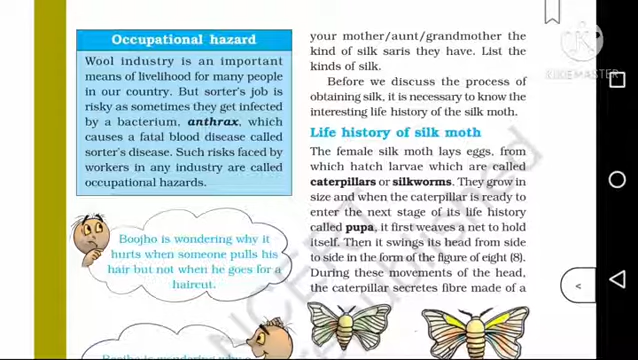 Occupational hazard
Wool industry is an important
means of livelihood for many people
in our country. But sorter's job is
risky as sometimes they get infected
by a bacterium, anthrax, which
causes a fatal blood disease called
sorter's disease. Such risks faced by
workers in any industry are called
occupational hazards.
Boojho is wondering why it
hurts when someone pulls his
hair but not when he goes for a
haircut.
your mother/aunt/grandmother the
kind of silk saris they have. List the
kinds of silk.
Before we discuss the process of
obtaining silk, it is necessary to know the
interesting life history of the silk moth.
Life history of silk moth
The female silk moth lays eggs, from
which hatch larvae which are called
caterpillars or silkworms. They grow in
size and when the caterpillar is ready to
enter the next stage of its life history
called pupa, it first weaves a net to hold
itself. Then it swings its head from side
to side in the form of the figure of eight (8).
During these movements of the head,
the caterpillar secretes fibre made of a
KINEMASTER
NCERT